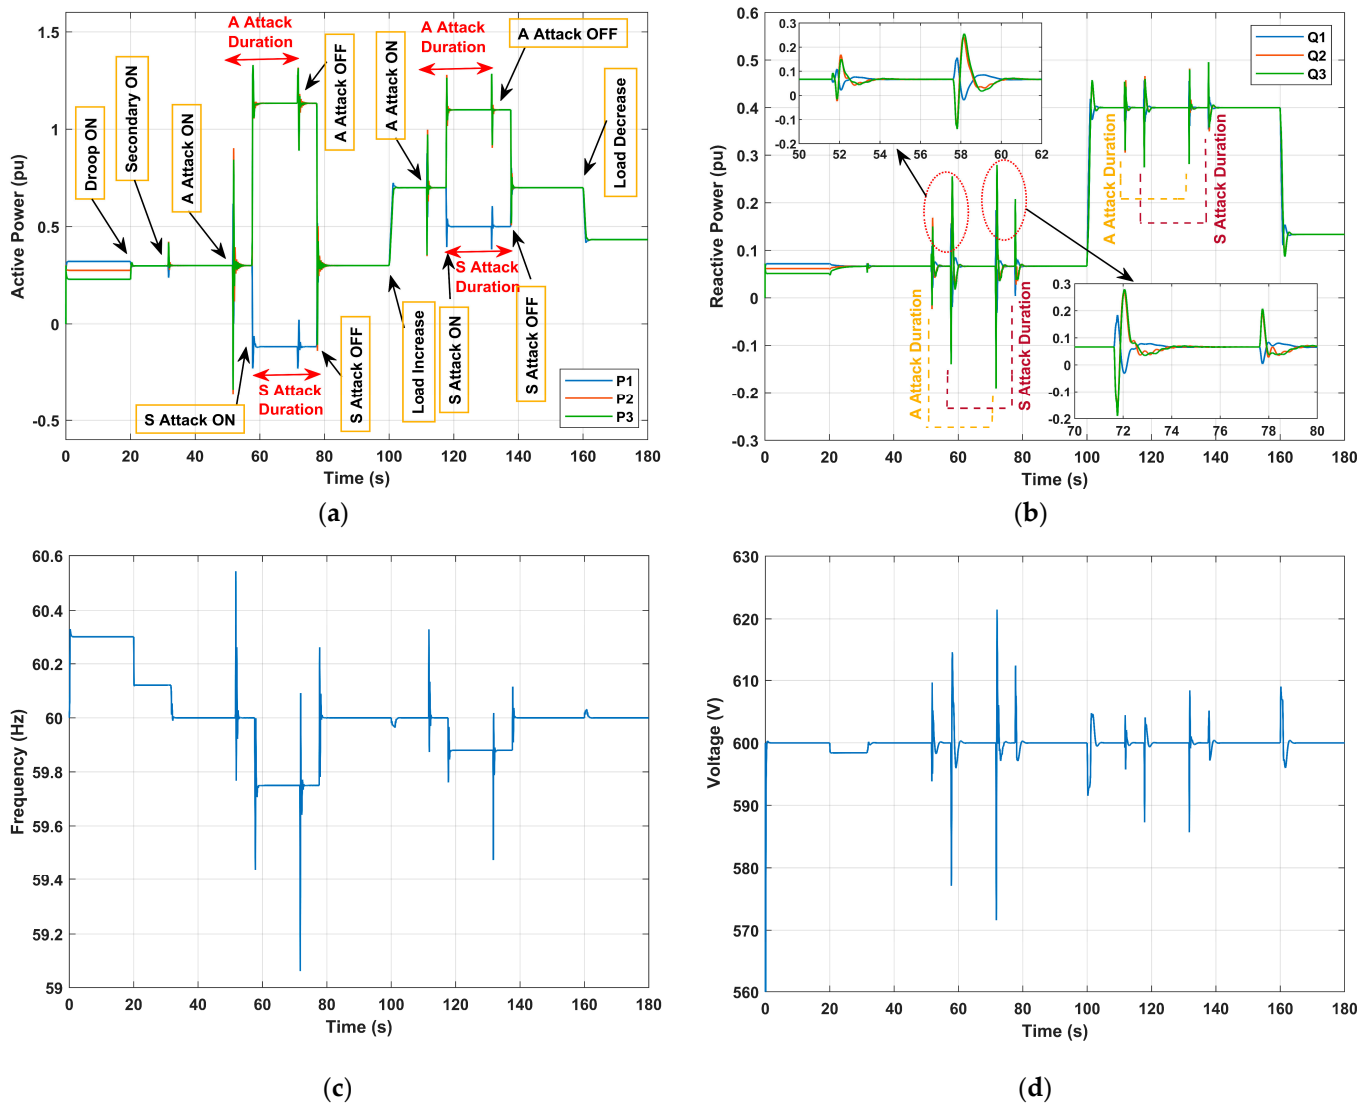 A Attack
Duration
Droop ON
Secondary ON
A Attack ON
A Attack OFF
S Attack ON
S Attack
Duration
S Attack OFF
A Attack ON
A Attack
Duration
A Attack OFF
Load Decrease
S Attack
Duration
Load Increase
S Attack ON
S Attack OFF
P1
P2
P3
1.5
1
0.5
0
-0.5
Active Power (pu)
0 20 40 60 80 100 120 140 160 180
Time (s)
(a)
0.6
0.5
0.4
0.3
0.2
0.1
0
-0.1
-0.2
-0.3
Reactive Power (pu)
0.3
0.2
0.1
0
-0.1
-0.2
50 52 54 56 58 60 62
Q1
Q2
Q3
A Attack Duration
S Attack Duration
A Attack Duration
S Attack Duration
0.3
0.2
0.1
0
-0.1
-0.2
70 72 74 76 78 80
0 20 40 60 80 100 120 140 160 180
Time (s)
(b)
60.6
60.4
60.2
60
59.8
59.6
59.4
59.2
59
Frequency (Hz)
0 20 40 60 80 100 120 140 160 180
Time (s)
(c)
630
620
610
600
590
580
570
560
Voltage (V)
0 20 40 60 80 100 120 140 160 180
Time (s)
(d)